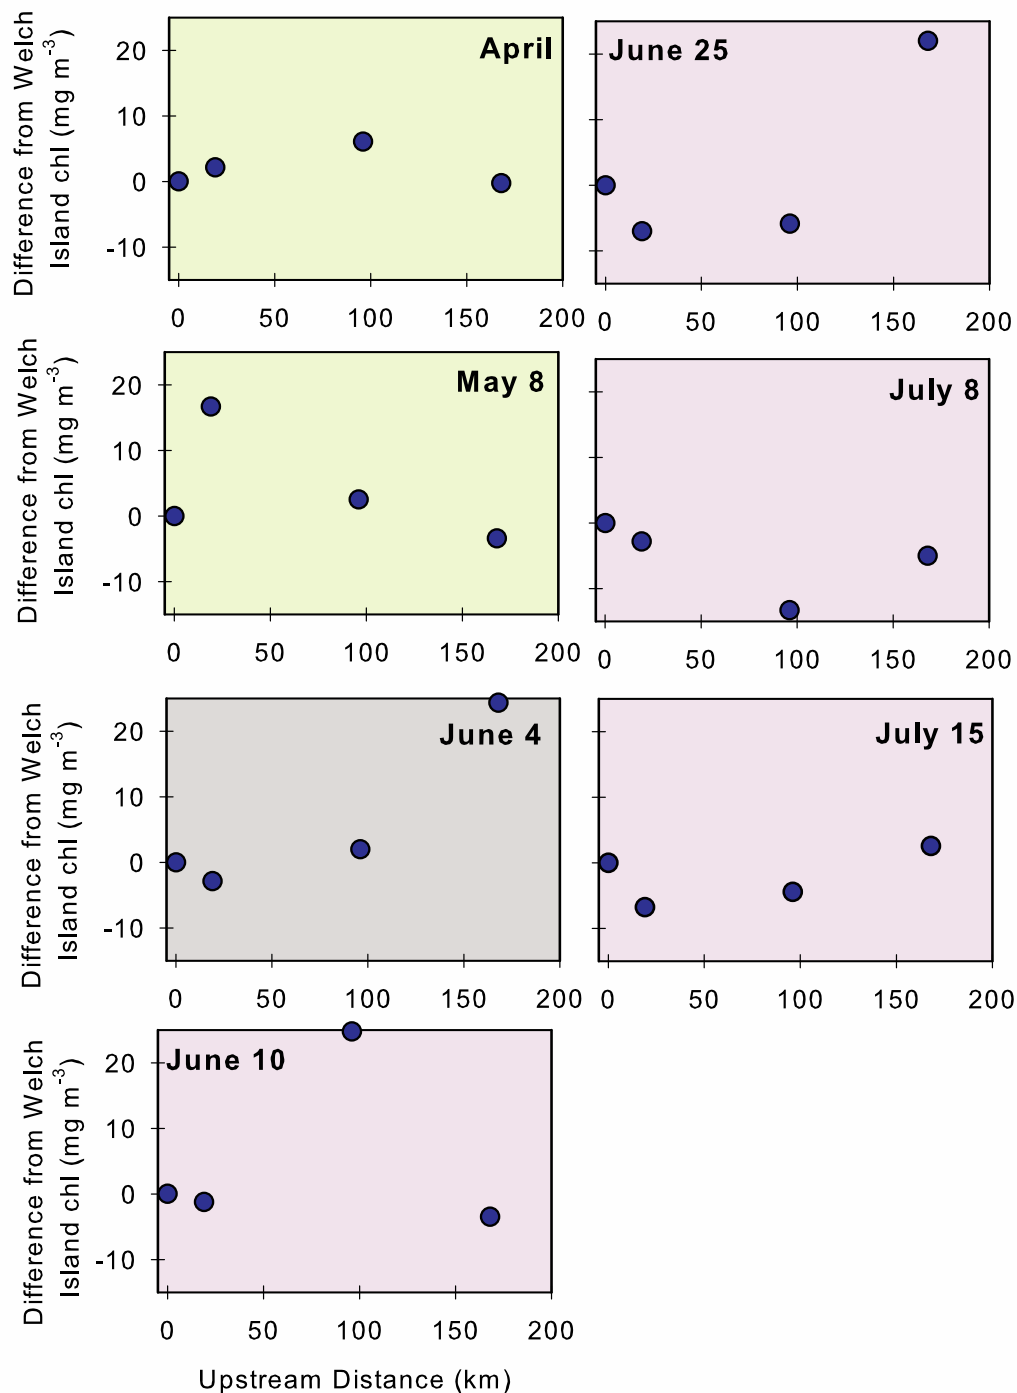 Difference from Welch
Island chl (mg m-3)
20
10
0
-10
April
0 50 100 150 200
June 25
0 50 100 150 200
Difference from Welch
Island chl (mg m-3)
20
10
0
-10
May 8
0 50 100 150 200
July 8
0 50 100 150 200
Difference from Welch
Island chl (mg m-3)
20
10
0
-10
June 4
0 50 100 150 200
July 15
0 50 100 150 200
Difference from Welch
Island chl (mg m-3)
20
10
0
-10
June 10
0 50 100 150 200
Upstream Distance (km)